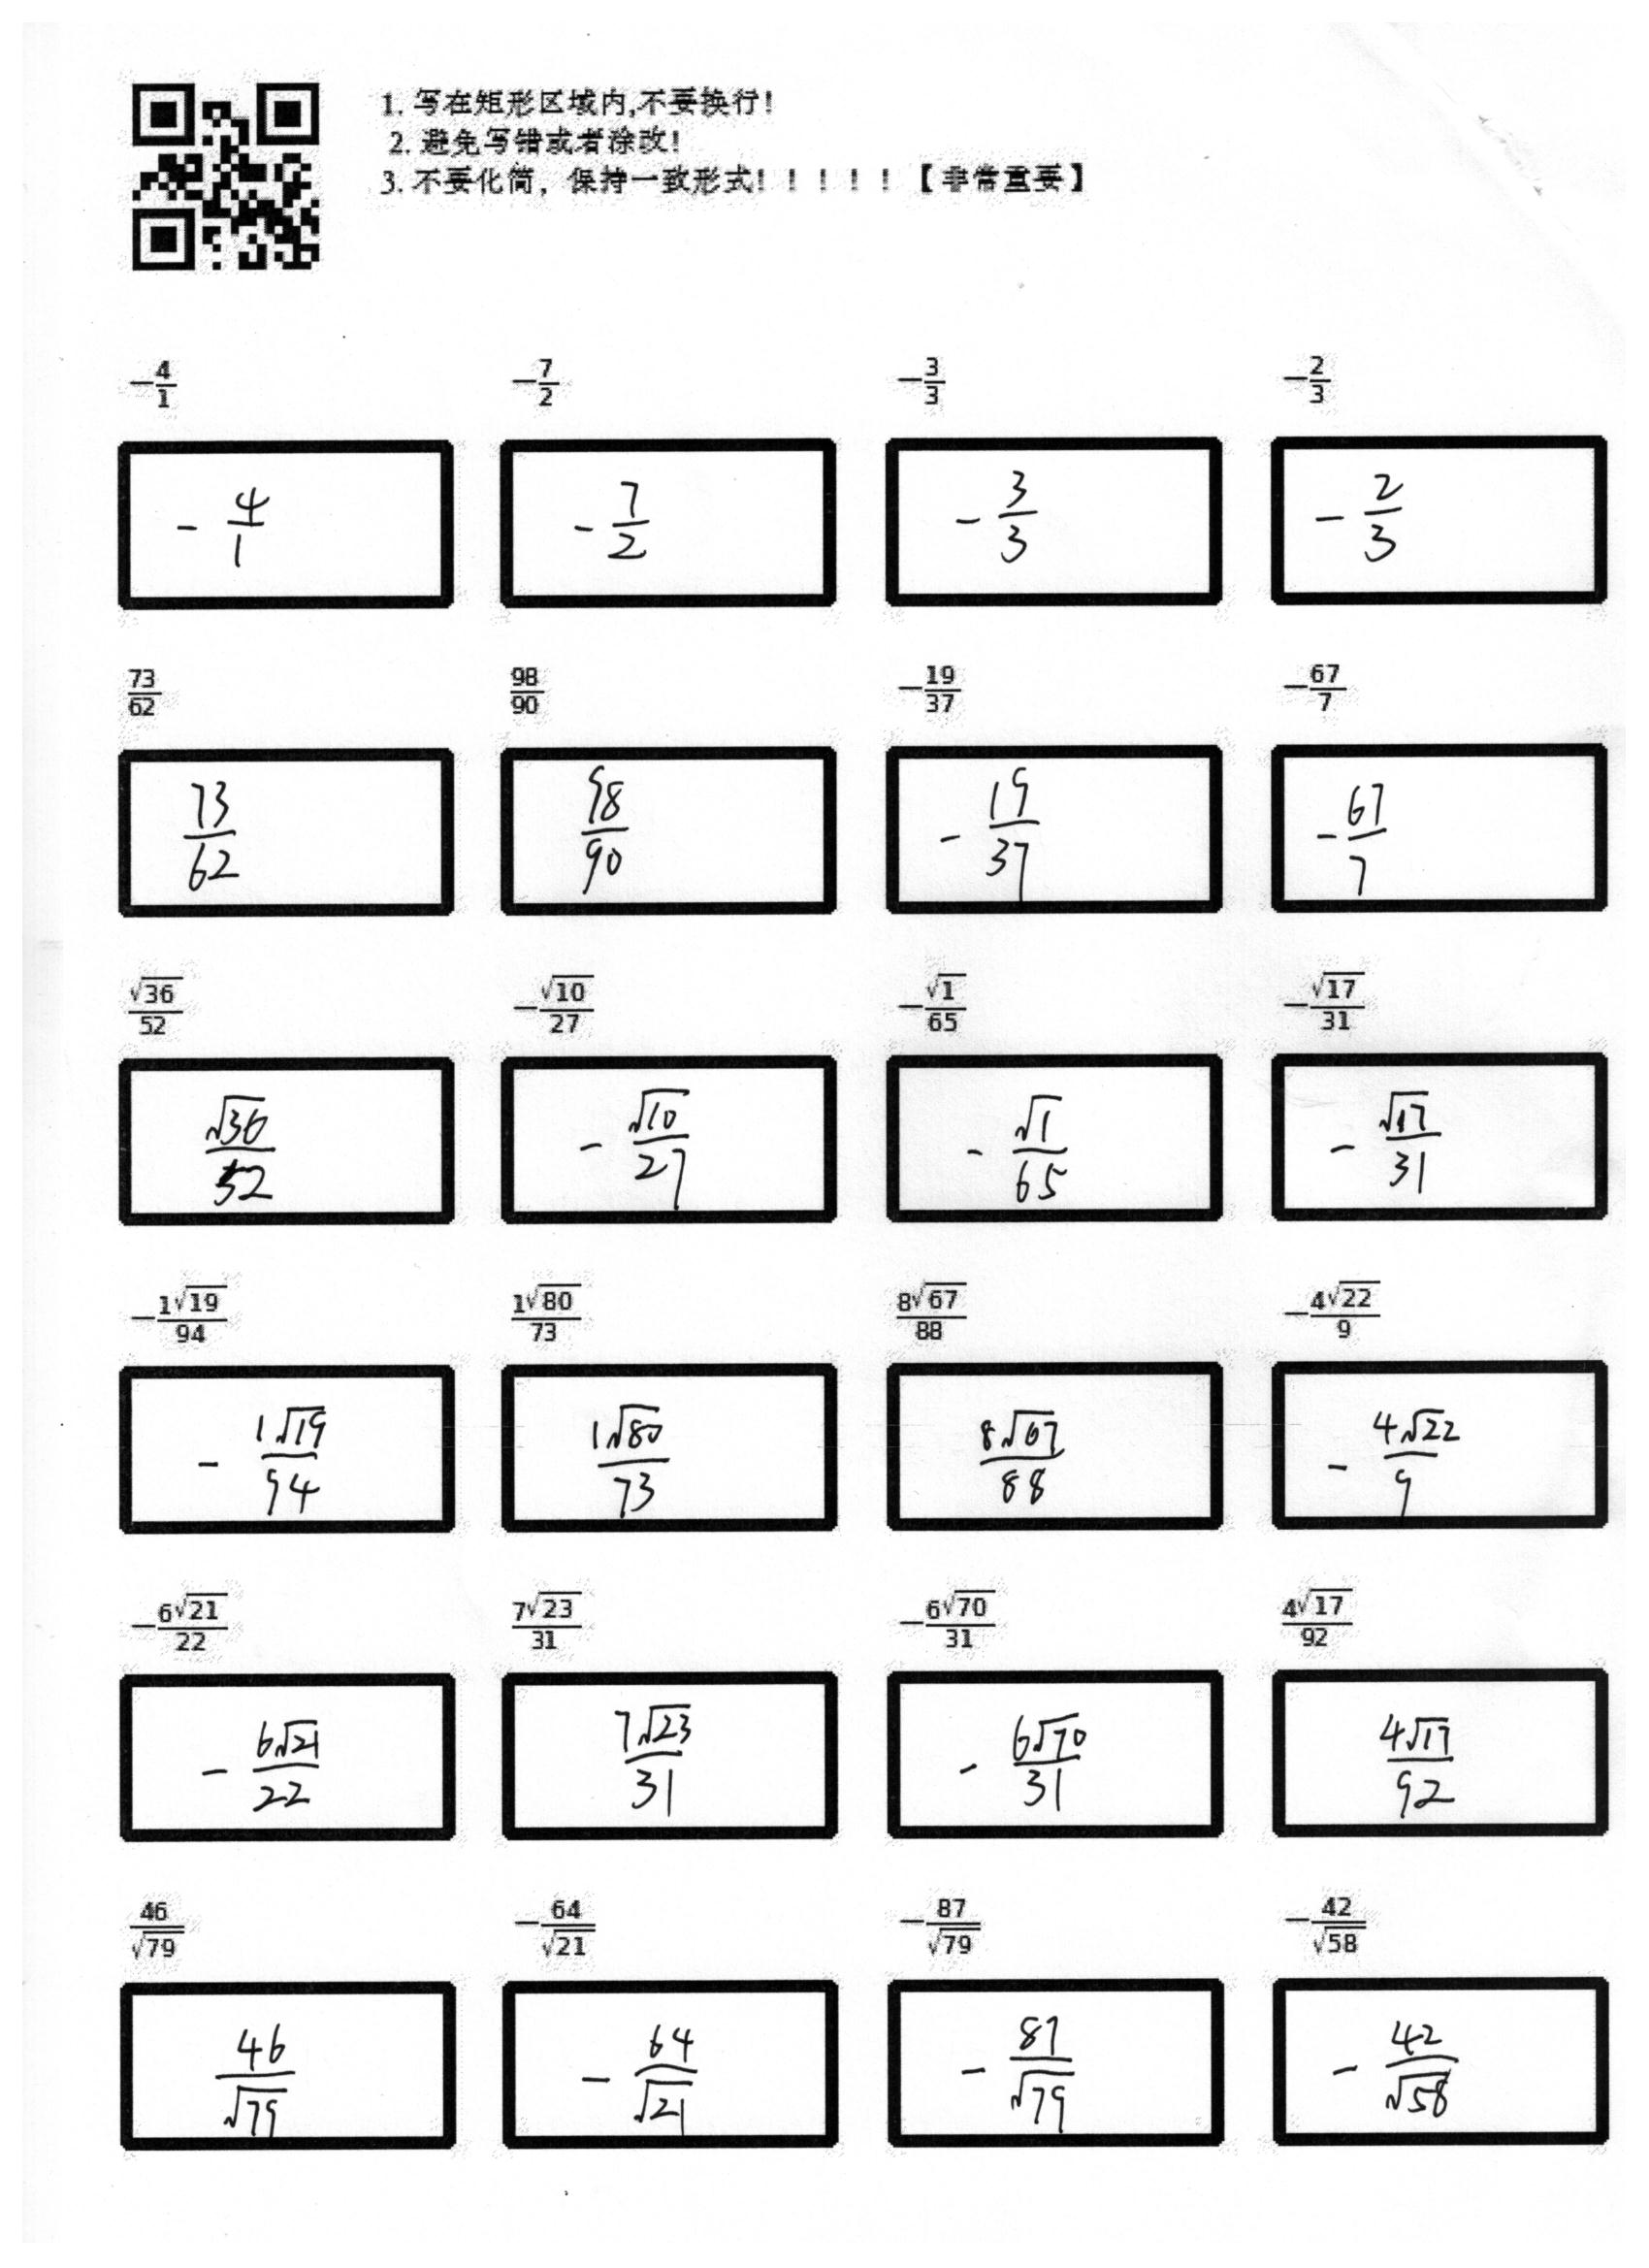 1. 写在矩形区域内,不要换行!
2. 避免写错或者涂改!
3. 不要化简，保持一致形式! ! ! ! ! 【非常重要】
$-\frac{4}{1}$ $-\frac{7}{2}$ $-\frac{3}{3}$ $-\frac{2}{3}$
$-\frac{4}{1}$ $-\frac{7}{2}$ $-\frac{3}{3}$ $-\frac{2}{3}$
$\frac{73}{62}$ $\frac{98}{90}$ $-\frac{19}{37}$ $-\frac{67}{7}$
$\frac{73}{62}$ $\frac{98}{90}$ $-\frac{19}{37}$ $-\frac{67}{7}$
$\frac{\sqrt{36}}{52}$ $-\frac{\sqrt{10}}{27}$ $-\frac{\sqrt{1}}{65}$ $-\frac{\sqrt{17}}{31}$
$\frac{\sqrt{36}}{52}$ $-\frac{\sqrt{10}}{27}$ $-\frac{\sqrt{1}}{65}$ $-\frac{\sqrt{17}}{31}$
$-\frac{1\sqrt{19}}{94}$ $\frac{1\sqrt{80}}{73}$ $\frac{8\sqrt{67}}{88}$ $-\frac{4\sqrt{22}}{9}$
$-\frac{1\sqrt{19}}{94}$ $\frac{1\sqrt{80}}{73}$ $\frac{8\sqrt{67}}{88}$ $-\frac{4\sqrt{22}}{9}$
$-\frac{6\sqrt{21}}{22}$ $\frac{7\sqrt{23}}{31}$ $-\frac{6\sqrt{70}}{31}$ $\frac{4\sqrt{17}}{92}$
$-\frac{6\sqrt{21}}{22}$ $\frac{7\sqrt{23}}{31}$ $-\frac{6\sqrt{70}}{31}$ $\frac{4\sqrt{17}}{92}$
$\frac{46}{\sqrt{79}}$ $-\frac{64}{\sqrt{21}}$ $-\frac{87}{\sqrt{79}}$ $-\frac{42}{\sqrt{58}}$
$\frac{46}{\sqrt{79}}$ $-\frac{64}{\sqrt{21}}$ $-\frac{87}{\sqrt{79}}$ $-\frac{42}{\sqrt{58}}$